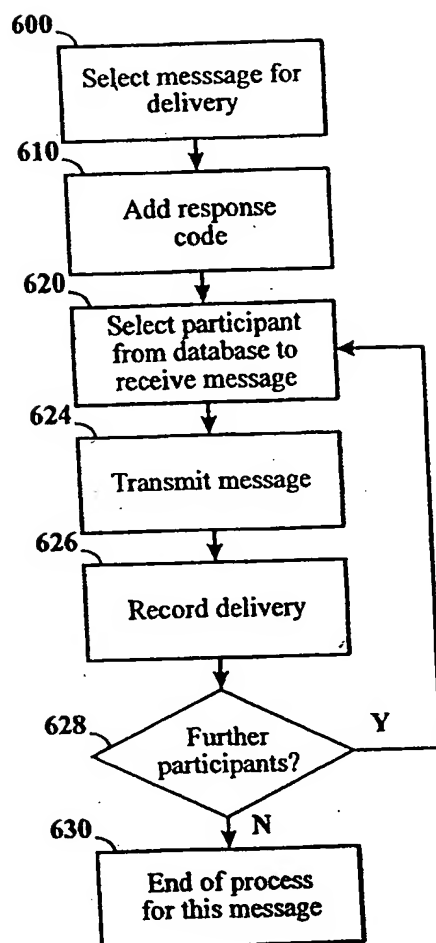 600
Select messsage for
delivery
610
Add response
code
620
Select participant
from database to
receive message
624
Transmit message
626
Record delivery
628
Further
participants?
Y
N
630
End of process
for this message